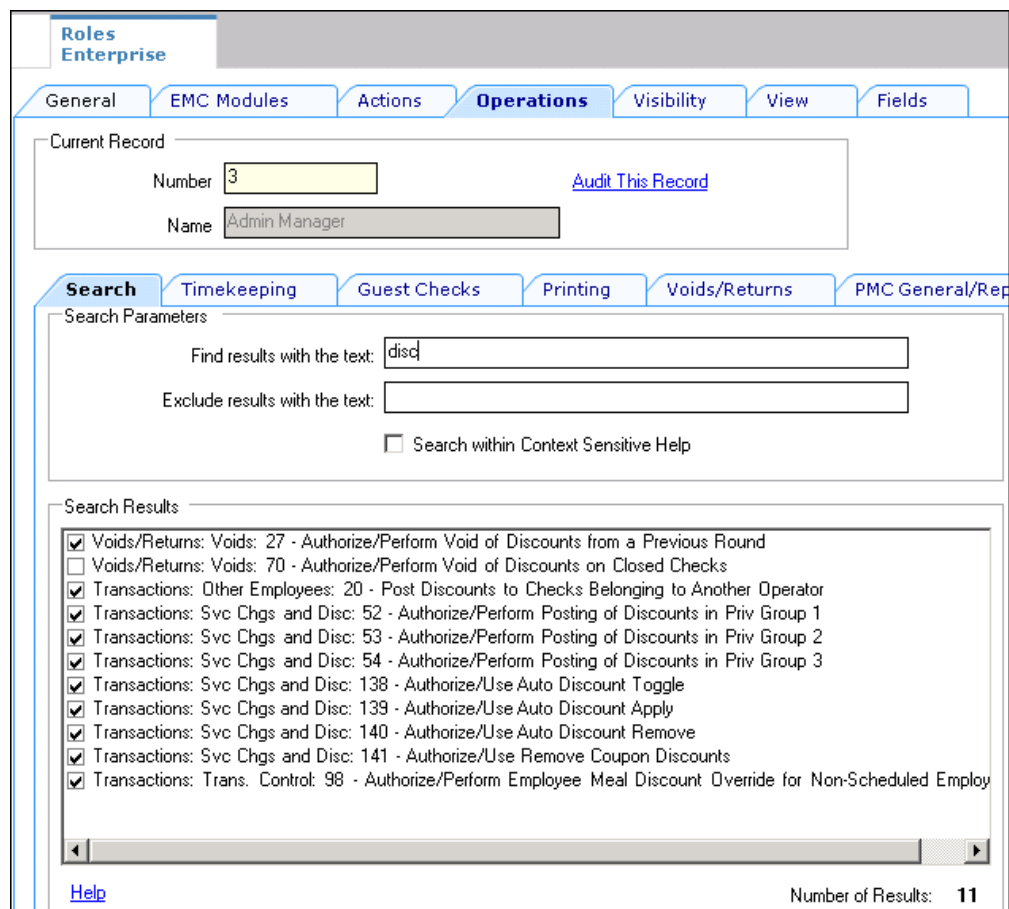 Roles
Enterprise
General EMC Modules Actions Operations Visibility View Fields
Current Record
Number 3 Audit This Record
Name Admin Manager
Search Timekeeping Guest Checks Printing Voids/Returns PMC General/Rep
Search Parameters
Find results with the text: disc
Exclude results with the text:
Search within Context Sensitive Help
Search Results
Voids/Returns: Voids: 27 - Authorize/Perform Void of Discounts from a Previous Round
Voids/Returns: Voids: 70 - Authorize/Perform Void of Discounts on Closed Checks
Transactions: Other Employees: 20 - Post Discounts to Checks Belonging to Another Operator
Transactions: Svc Chgs and Disc: 52 - Authorize/Perform Posting of Discounts in Priv Group 1
Transactions: Svc Chgs and Disc: 53 - Authorize/Perform Posting of Discounts in Priv Group 2
Transactions: Svc Chgs and Disc: 54 - Authorize/Perform Posting of Discounts in Priv Group 3
Transactions: Svc Chgs and Disc: 138 - Authorize/Use Auto Discount Toggle
Transactions: Svc Chgs and Disc: 139 - Authorize/Use Auto Discount Apply
Transactions: Svc Chgs and Disc: 140 - Authorize/Use Auto Discount Remove
Transactions: Svc Chgs and Disc: 141 - Authorize/Use Remove Coupon Discounts
Transactions: Trans. Control: 98 - Authorize/Perform Employee Meal Discount Override for Non-Scheduled Employ
Help Number of Results: 11